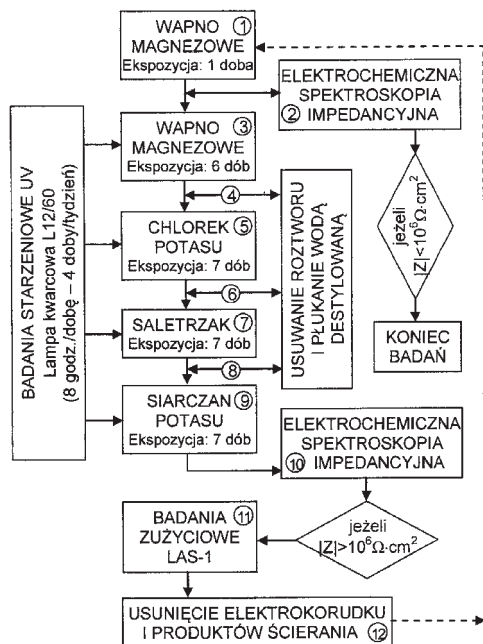 WAPNO ①
MAGNEZOWE
Ekspozycja: 1 doba
ELEKTROCHEMICZNA
SPEKTROSKOPIA
② IMPEDANCYJNA
WAPNO ③
MAGNEZOWE
Ekspozycja: 6 dób
④
CHLOREK ⑤
POTASU
Ekspozycja: 7 dób
⑥
SALETRZAK ⑦
Ekspozycja: 7 dób
⑧
SIARCZAN ⑨
POTASU
Ekspozycja: 7 dób
BADANIA STARZENIOWE UV
Lampa kwarcowa L12/60
(8 godz./dobę – 4 doby/tydzień)
USUWANIE ROZTWORU
I PŁUKANIE WODĄ
DESTYLOWANĄ
jeżeli
|Z|<10⁶Ω·cm²
KONIEC
BADAŃ
ELEKTROCHEMICZNA
SPEKTROSKOPIA
⑩ IMPEDANCYJNA
jeżeli
|Z|>10⁶Ω·cm²
BADANIA ⑪
ZUŻYCIOWE
LAS-1
USUNIĘCIE ELEKTROKORUDKU
I PRODUKTÓW ŚCIERANIA ⑫